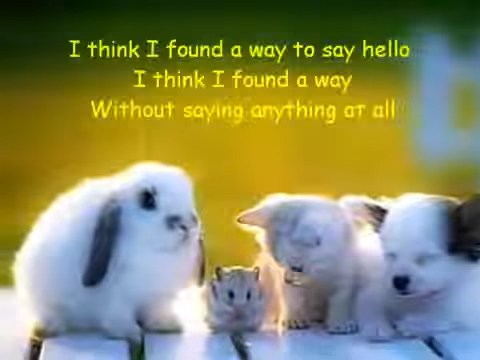 I think I found a way to say hello
I think I found a way
Without saying anything at all